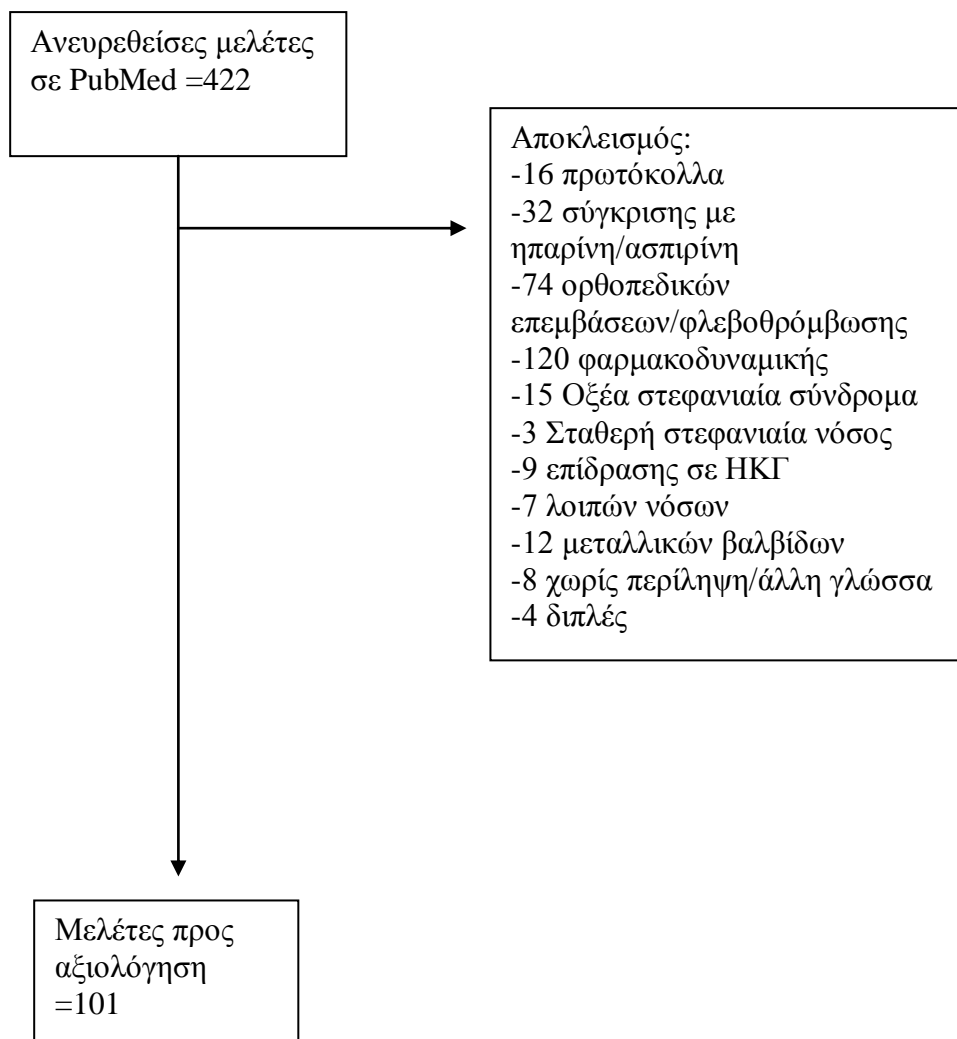 Ανευρεθείσες μελέτες
σε PubMed =422
Αποκλεισμός:
-16 πρωτόκολλα
-32 σύγκρισης με
ηπαρίνη/ασπιρίνη
-74 ορθοπεδικών
επεμβάσεων/φλεβοθρόμβωσης
-120 φαρμακοδυναμικής
-15 Οξέα στεφανιαία σύνδρομα
-3 Σταθερή στεφανιαία νόσος
-9 επίδρασης σε ΗΚΓ
-7 λοιπών νόσων
-12 μεταλλικών βαλβίδων
-8 χωρίς περίληψη/άλλη γλώσσα
-4 διπλές
Μελέτες προς
αξιολόγηση
=101